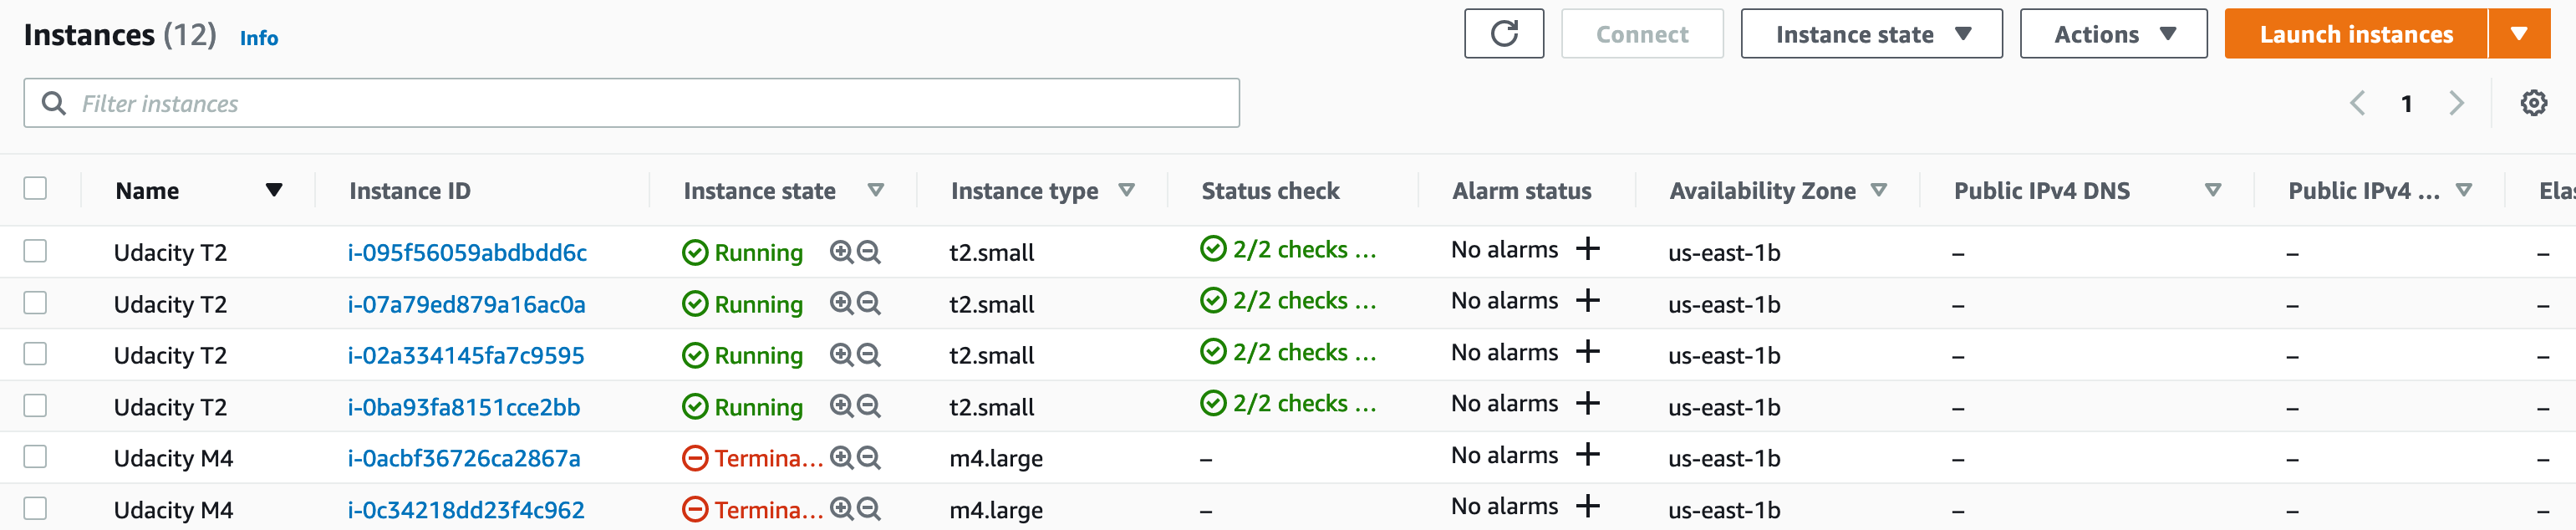 Instances (12) Info Connect Instance state Actions Launch instances
Filter instances 1
Name Instance ID Instance state Instance type Status check Alarm status Availability Zone Public IPv4 DNS Public IPv4 ... Elas
Udacity T2 i-095f56059abdbdd6c Running t2.small 2/2 checks ... No alarms + us-east-1b – – –
Udacity T2 i-07a79ed879a16ac0a Running t2.small 2/2 checks ... No alarms + us-east-1b – – –
Udacity T2 i-02a334145fa7c9595 Running t2.small 2/2 checks ... No alarms + us-east-1b – – –
Udacity T2 i-0ba93fa8151cce2bb Running t2.small 2/2 checks ... No alarms + us-east-1b – – –
Udacity M4 i-0acbf36726ca2867a Termina... m4.large – No alarms + us-east-1b – – –
Udacity M4 i-0c34218dd23f4c962 Termina... m4.large – No alarms + us-east-1b – – –